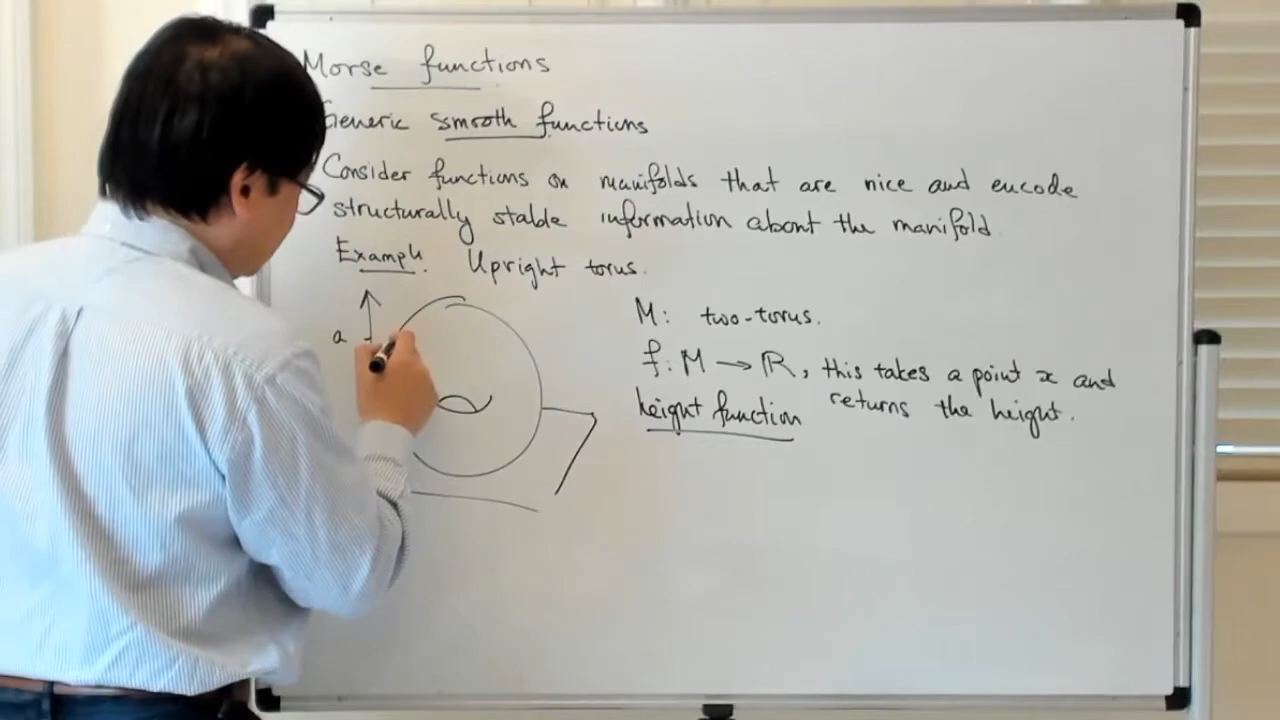 Morse functions
Generic smooth functions
Consider functions on manifolds that are nice and encode
structurally stable information about the manifold.
Example. Upright torus.
a
M: two-torus.
f: M → ℝ, this takes a point x and
height function returns the height.